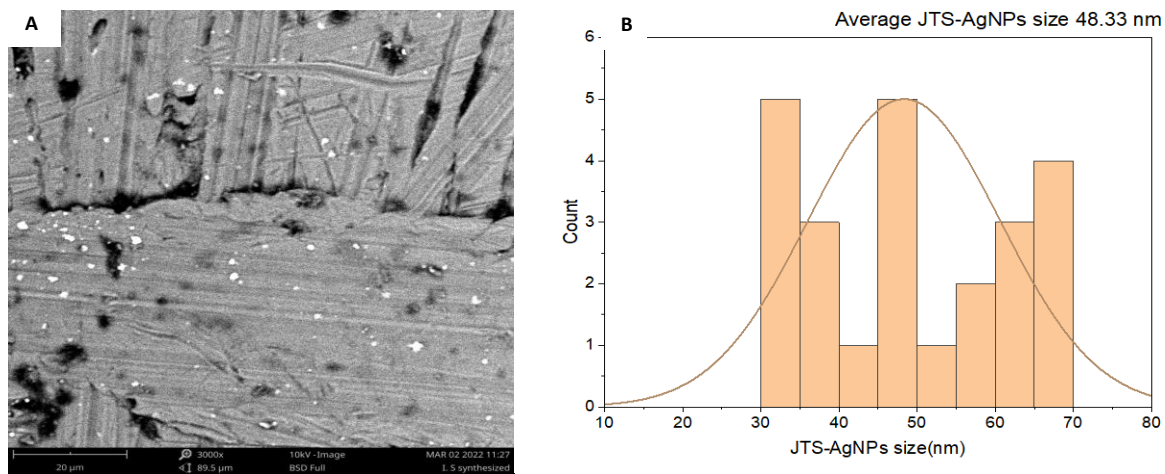 A
20 µm
3000x
89.5 µm
10kV -Image
BSD Full
MAR 02 2022 11:27
I. S synthesized
B
Average JTS-AgNPs size 48.33 nm
6
5
4
3
2
1
0
Count
10 20 30 40 50 60 70 80
JTS-AgNPs size(nm)